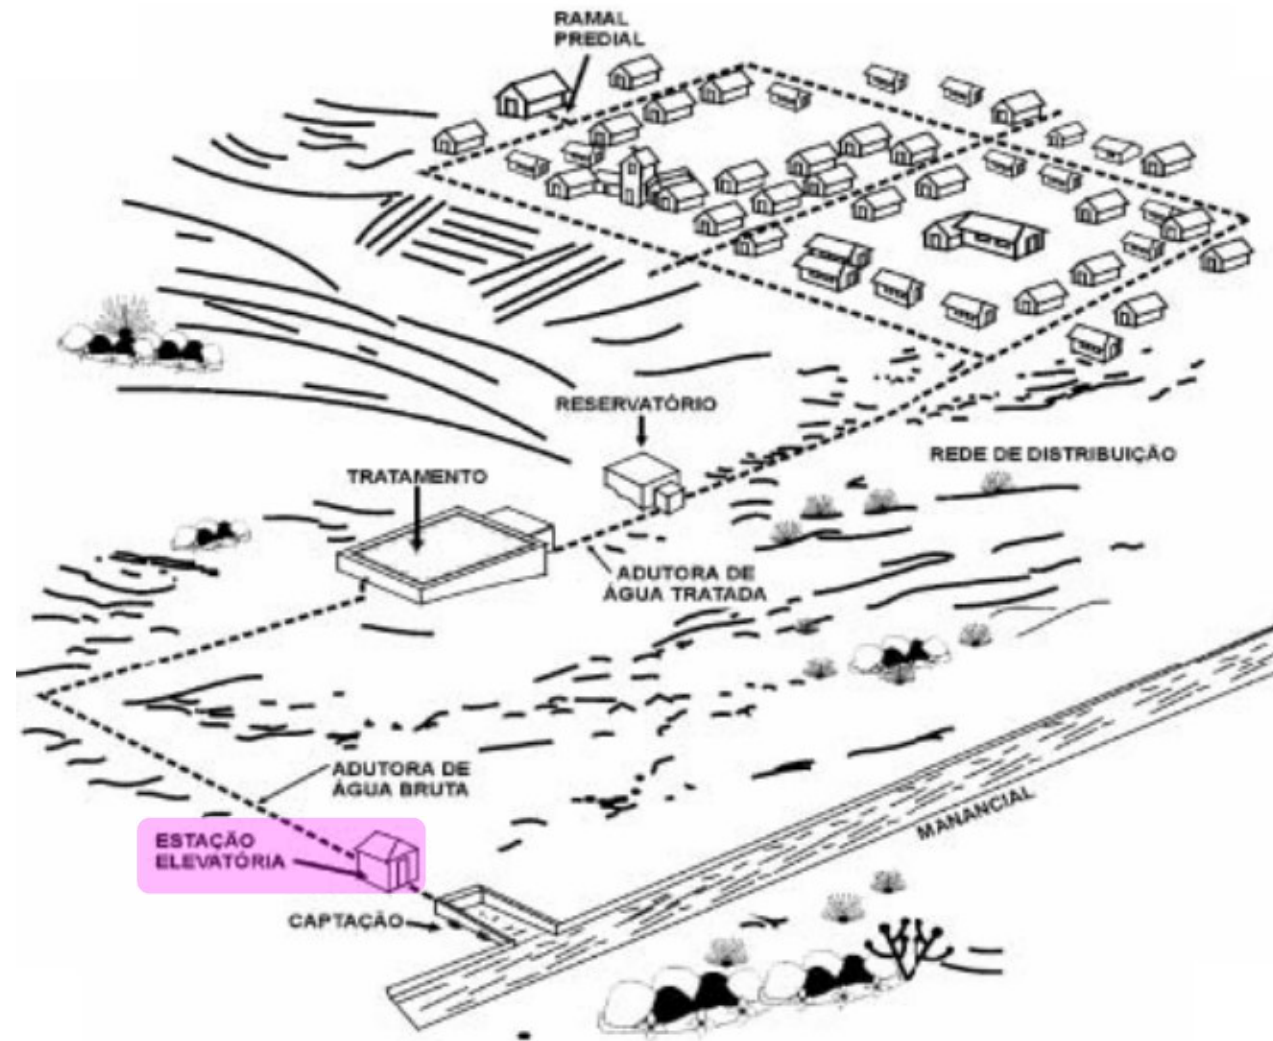 RAMAL
PREDIAL
RESERVATÓRIO
REDE DE DISTRIBUIÇÃO
TRATAMENTO
ADUTORA DE
ÁGUA TRATADA
ADUTORA DE
ÁGUA BRUTA
MANANCIAL
ESTAÇÃO
ELEVATÓRIA
CAPTAÇÃO